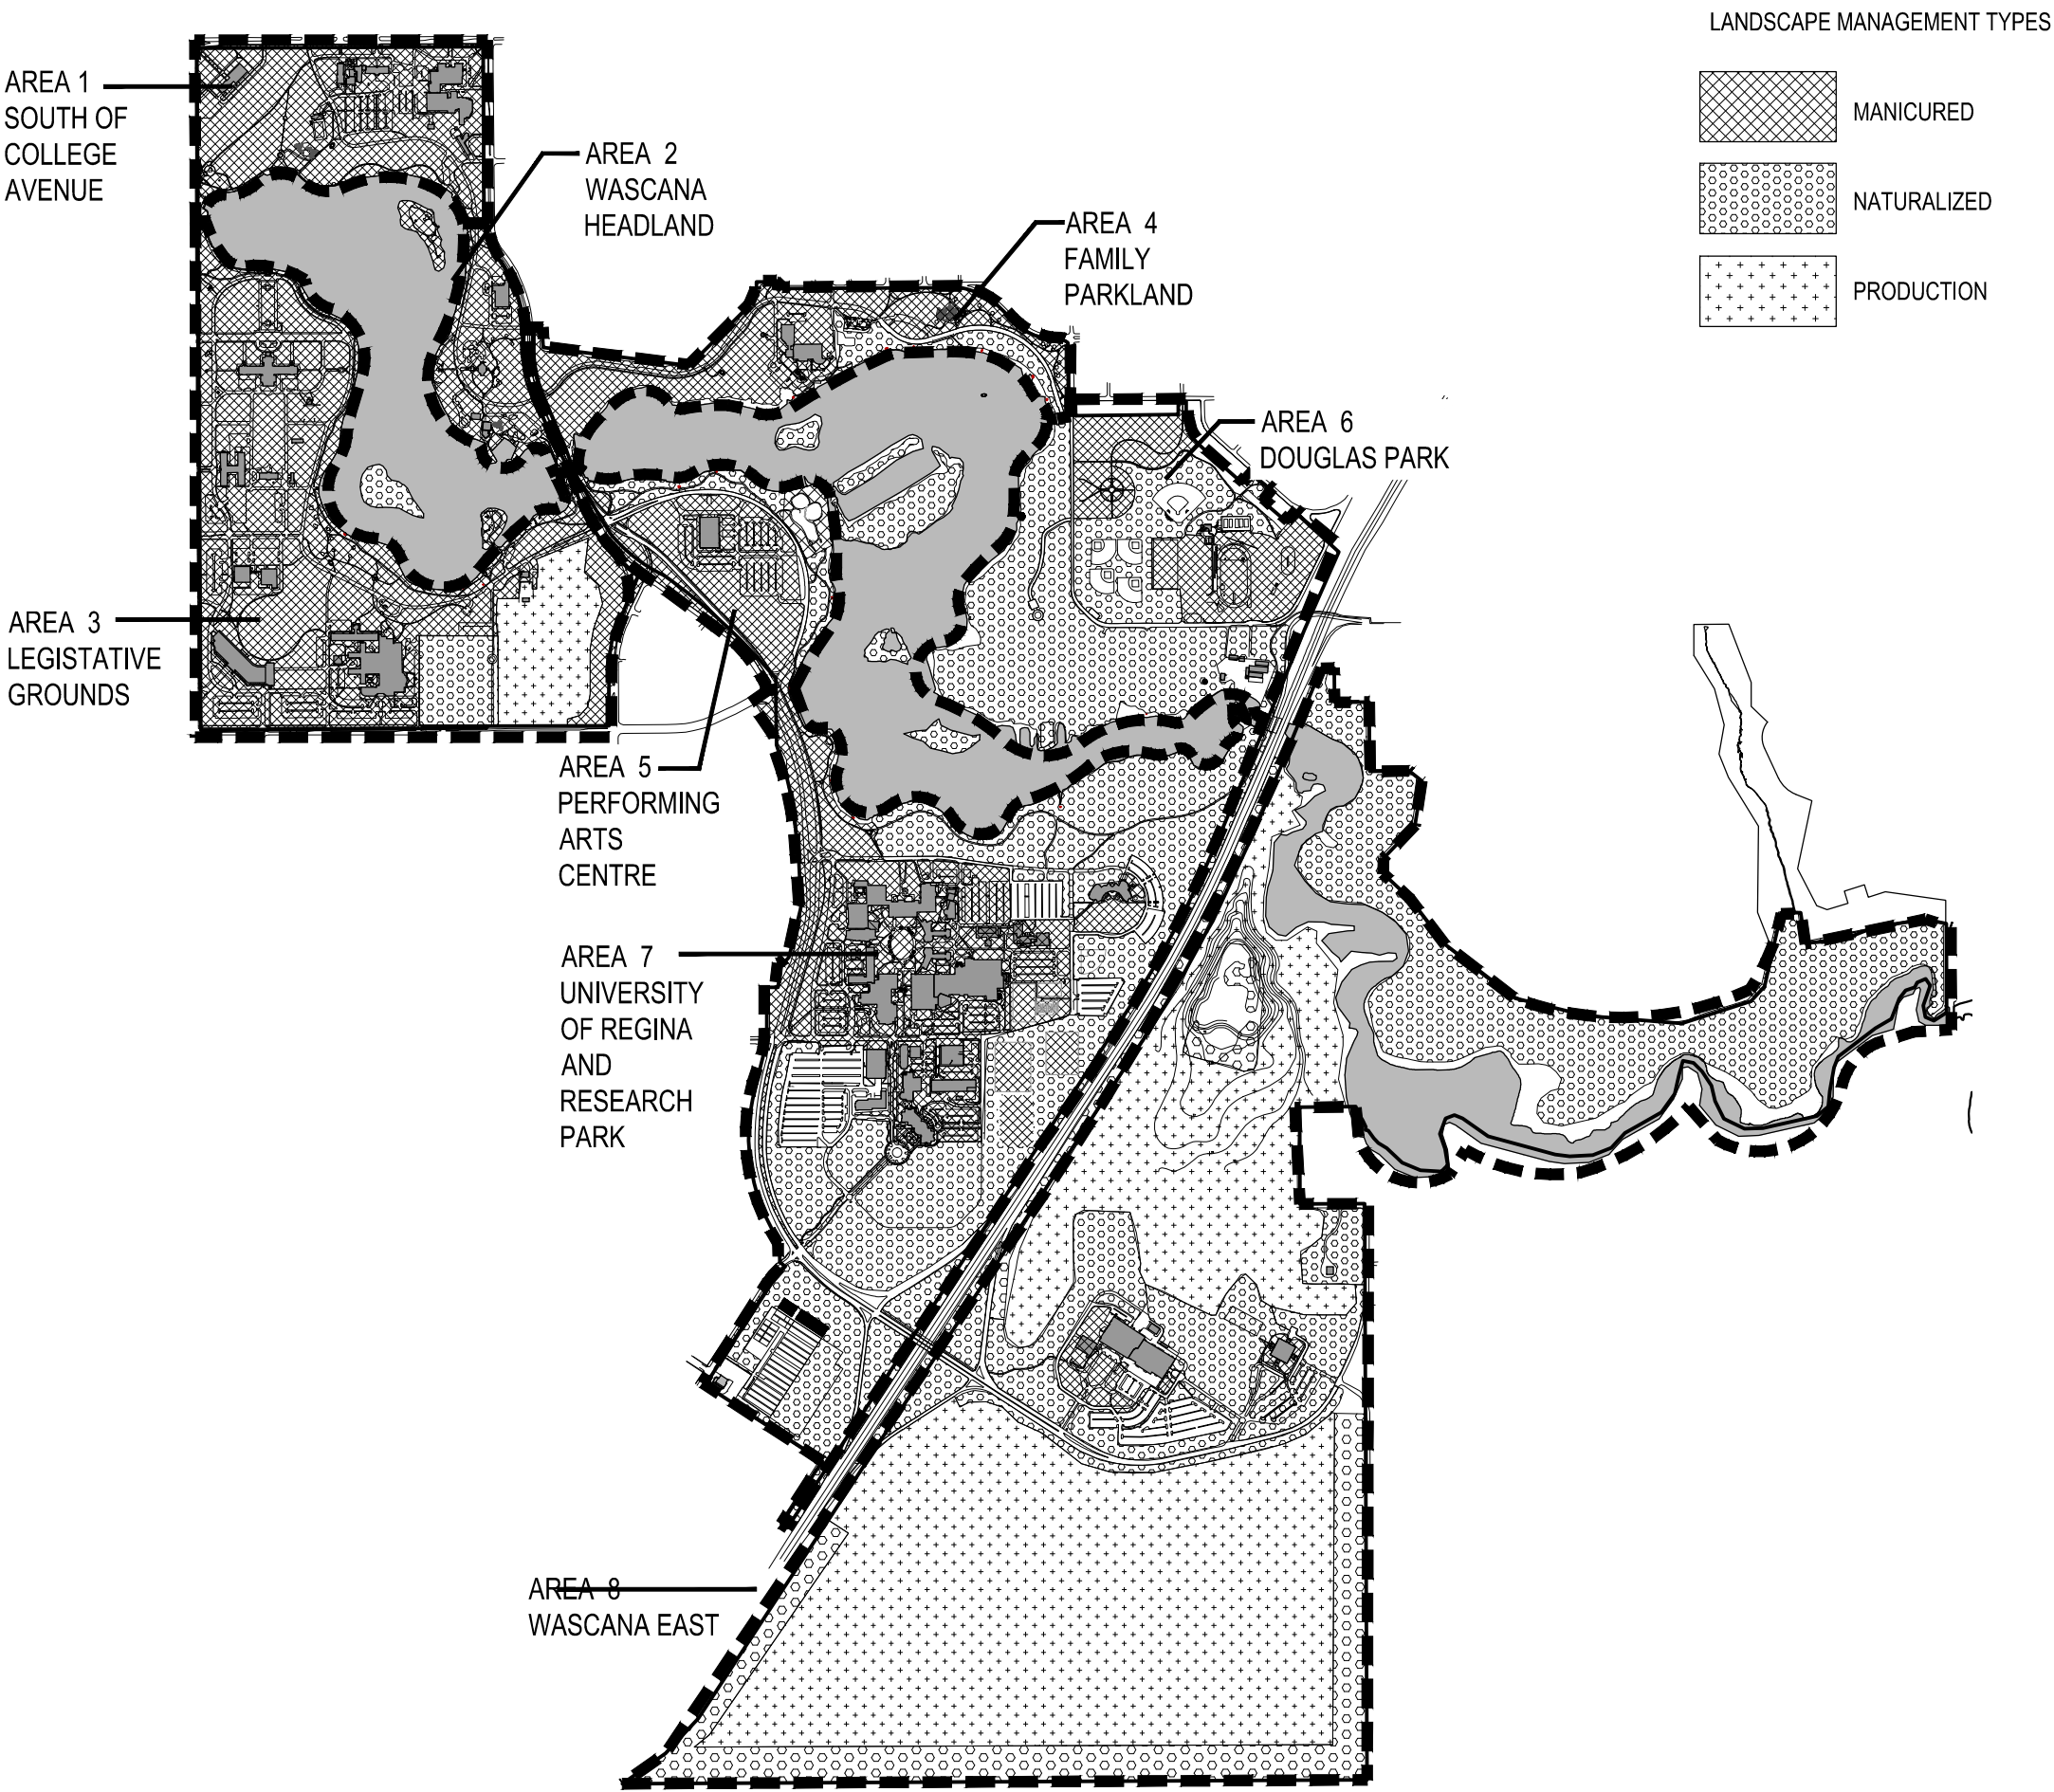 LANDSCAPE MANAGEMENT TYPES
MANICURED
NATURALIZED
PRODUCTION
AREA 1
SOUTH OF
COLLEGE
AVENUE
AREA 2
WASCANA
HEADLAND
AREA 4
FAMILY
PARKLAND
AREA 6
DOUGLAS PARK
AREA 3
LEGISTATIVE
GROUNDS
AREA 5
PERFORMING
ARTS
CENTRE
AREA 7
UNIVERSITY
OF REGINA
AND
RESEARCH
PARK
AREA 8
WASCANA EAST